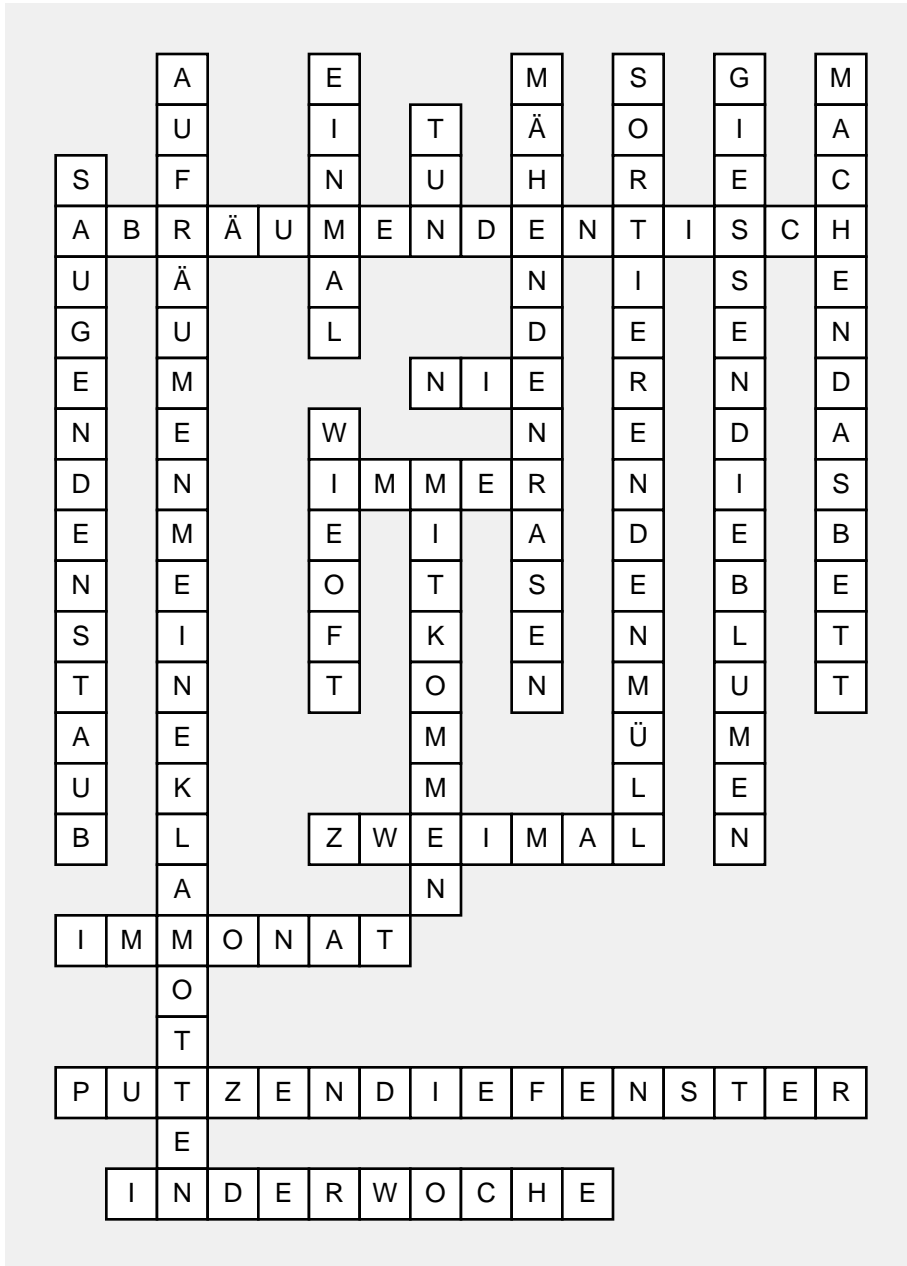 AUFRÄUMENMEINEKLAMOTTEN
EINMAL
MÄHENDENRASEN
SORTIERENDENMÜLL
GIESSENDIEBLUMEN
MACHENDASBETT
TUN
SAUGENDENSTAUB
ABRÄUMENDENTISCH
NIE
WIEOFT
IMMER
MITKOMMEN
ZWEIMAL
IMMONAT
PUTZENDIEFENSTER
INDERWOCHE